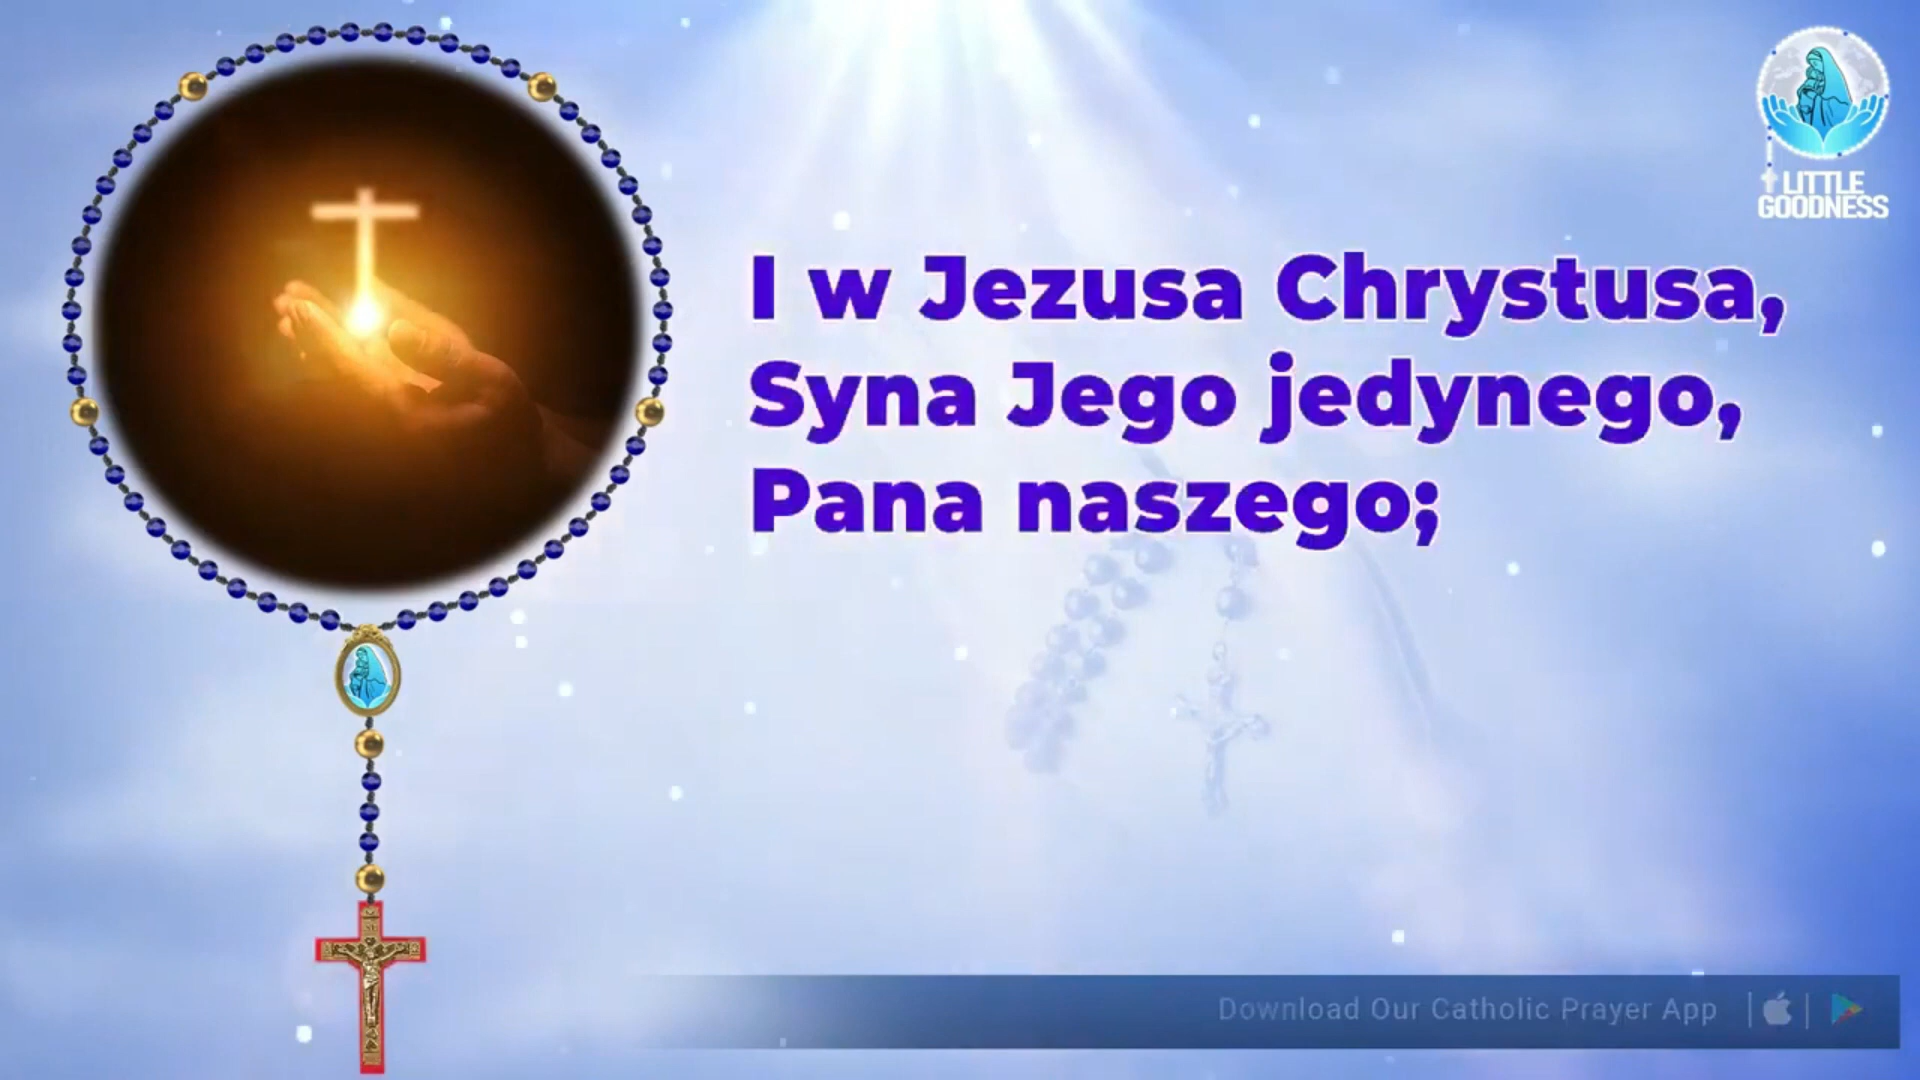 LITTLE
GOODNESS
I w Jezusa Chrystusa,
Syna Jego jedynego,
Pana naszego;
Download Our Catholic Prayer App